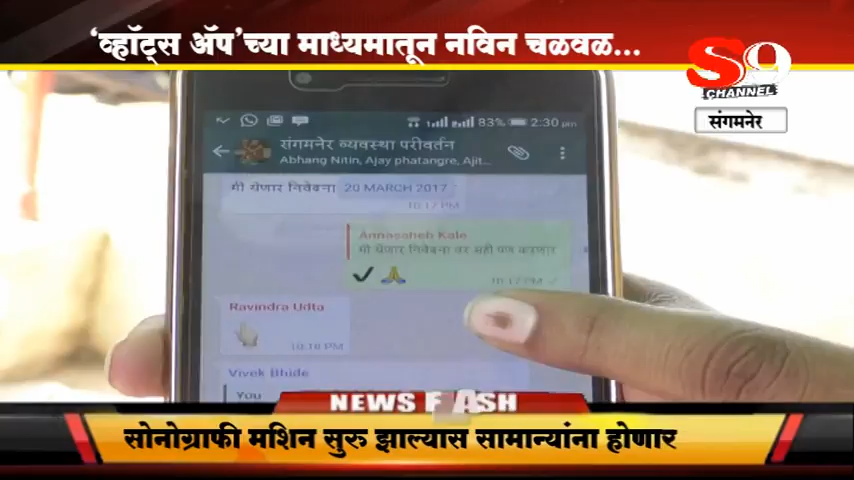 ‘व्हॉट्स ॲप’च्या माध्यमातून नविन चळवळ...
S9
CHANNEL
संगमनेर
83% 2:30 pm
संगमनेर व्यवस्था परीवर्तन
Abhang Nitin, Ajay phatangre, Ajit...
मी येणार निवेदना
20 MARCH 2017
10:17 PM
Annasaheb Kale
मी येणार निवेदना वर सही पण करणार
10:17 PM
Ravindra Udta
10:18 PM
Vivek Bhide
You
NEWS FLASH
सोनोग्राफी मशिन सुरु झाल्यास सामान्यांना होणार